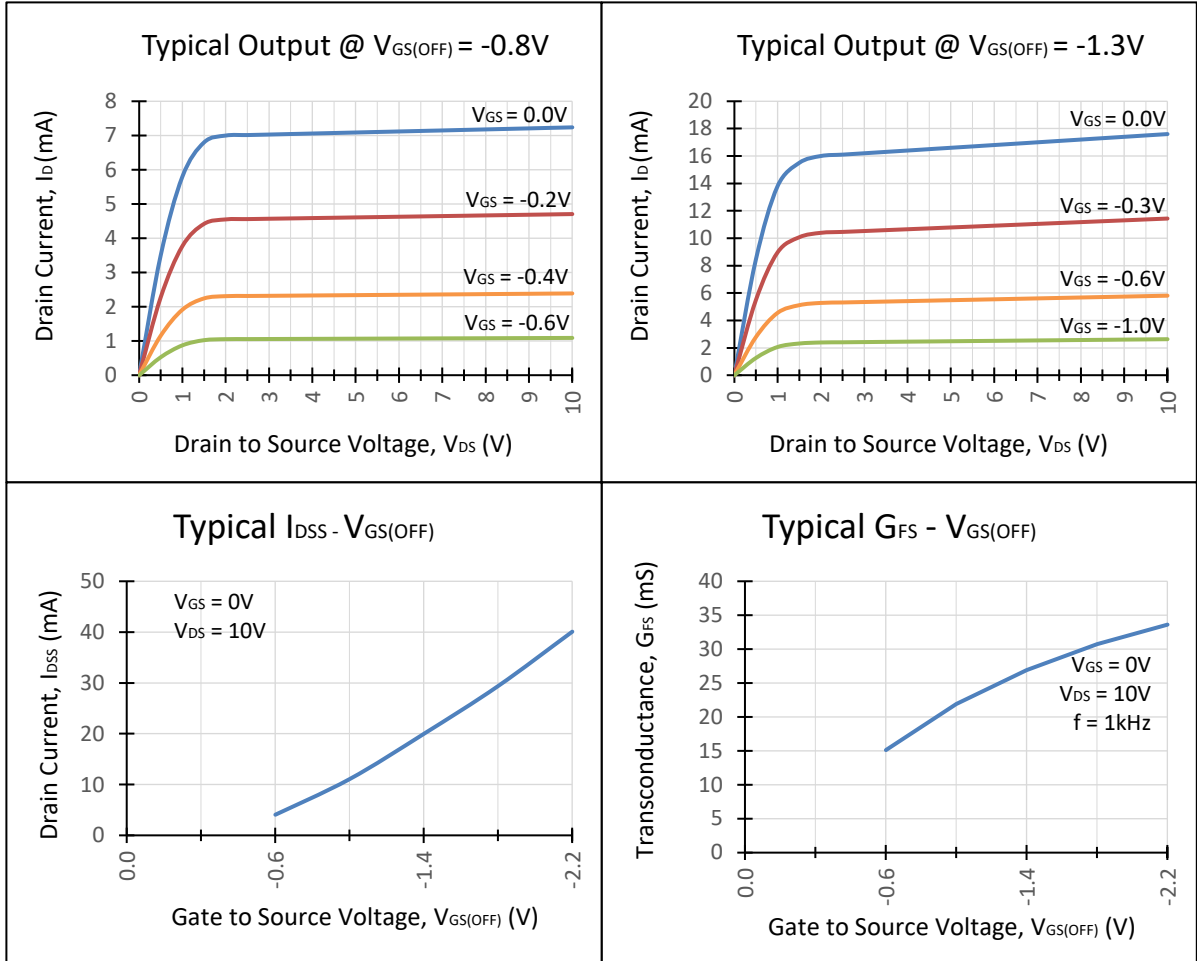 Typical Output @ VGS(OFF) = -0.8V
Drain Current, ID (mA)
8
7
6
5
4
3
2
1
0
VGS = 0.0V
VGS = -0.2V
VGS = -0.4V
VGS = -0.6V
0 1 2 3 4 5 6 7 8 9 10
Drain to Source Voltage, VDS (V)
Typical Output @ VGS(OFF) = -1.3V
Drain Current, ID (mA)
20
18
16
14
12
10
8
6
4
2
0
VGS = 0.0V
VGS = -0.3V
VGS = -0.6V
VGS = -1.0V
0 1 2 3 4 5 6 7 8 9 10
Drain to Source Voltage, VDS (V)
Typical IDSS - VGS(OFF)
Drain Current, IDSS (mA)
50
40
30
20
10
0
VGS = 0V
VDS = 10V
0.0 -0.6 -1.4 -2.2
Gate to Source Voltage, VGS(OFF) (V)
Typical GFS - VGS(OFF)
Transconductance, GFS (mS)
40
35
30
25
20
15
10
5
0
VGS = 0V
VDS = 10V
f = 1kHz
0.0 -0.6 -1.4 -2.2
Gate to Source Voltage, VGS(OFF) (V)